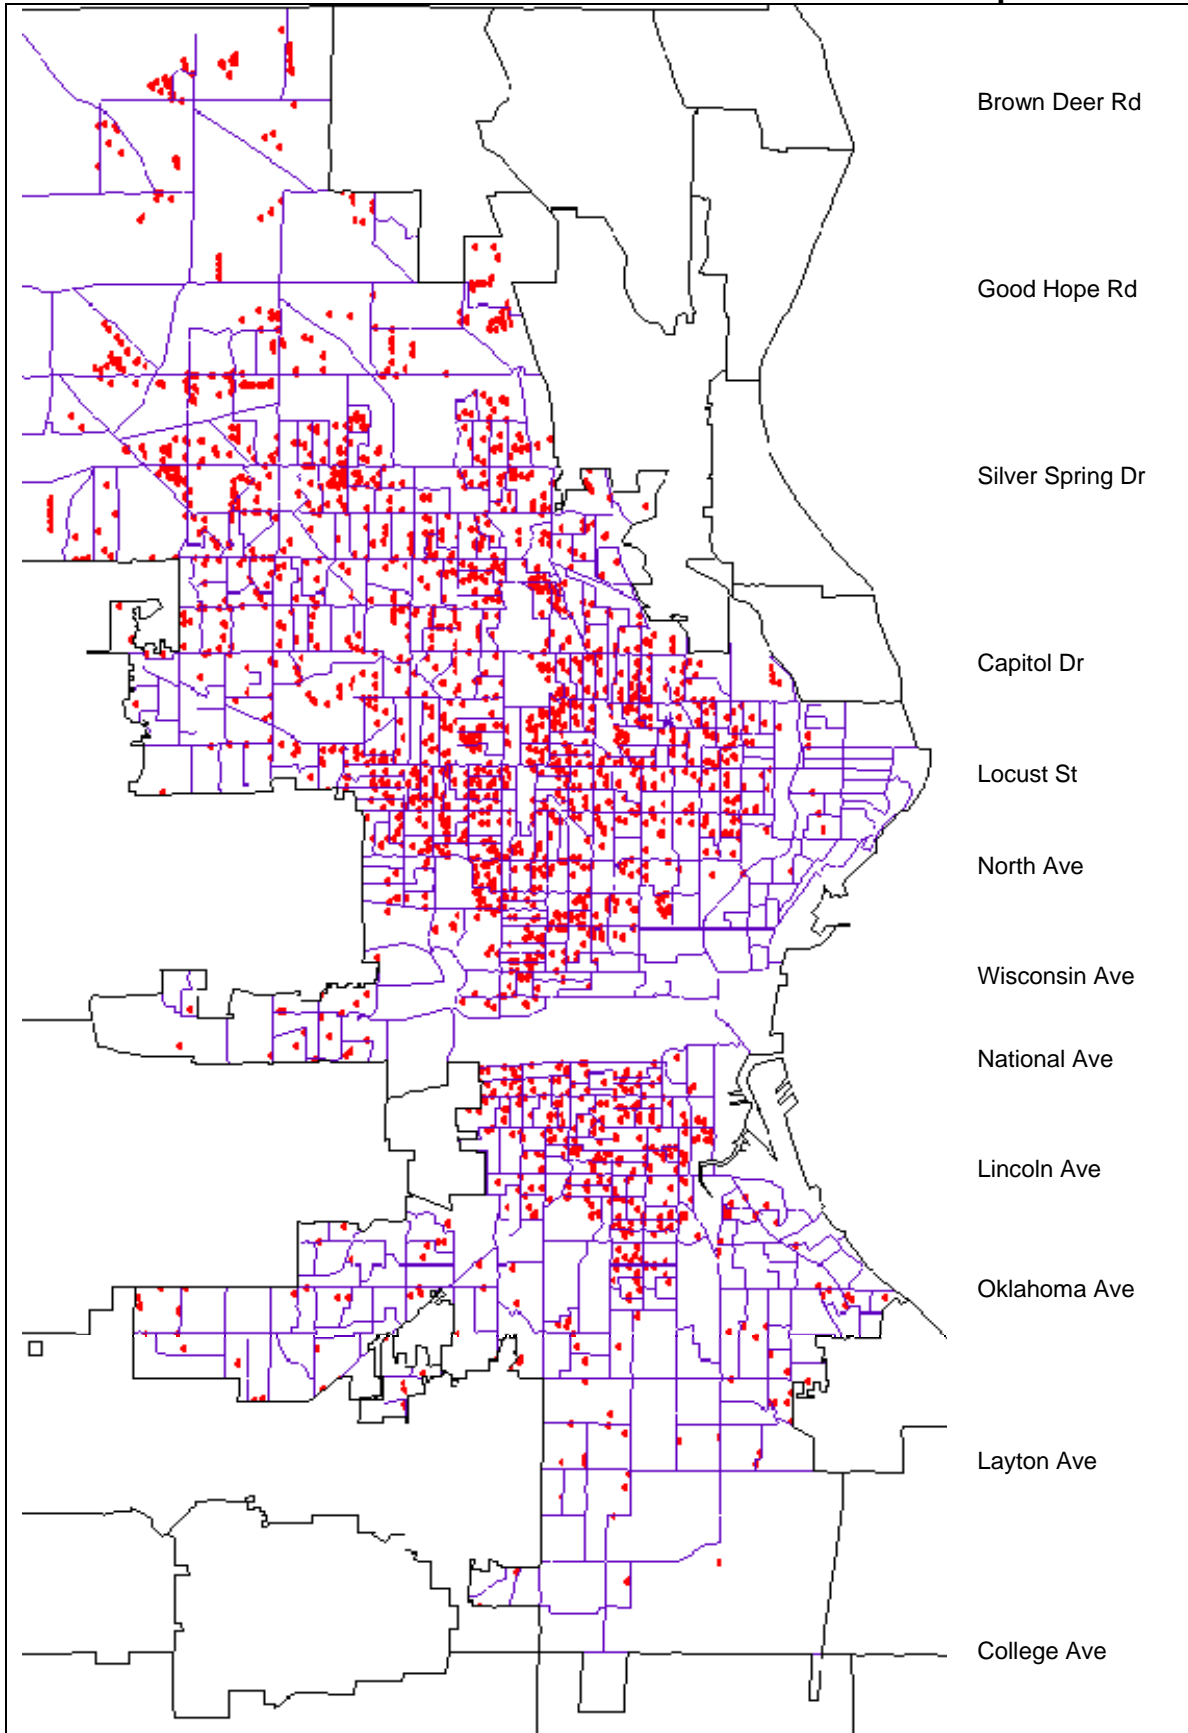 Brown Deer Rd
Good Hope Rd
Silver Spring Dr
Capitol Dr
Locust St
North Ave
Wisconsin Ave
National Ave
Lincoln Ave
Oklahoma Ave
Layton Ave
College Ave